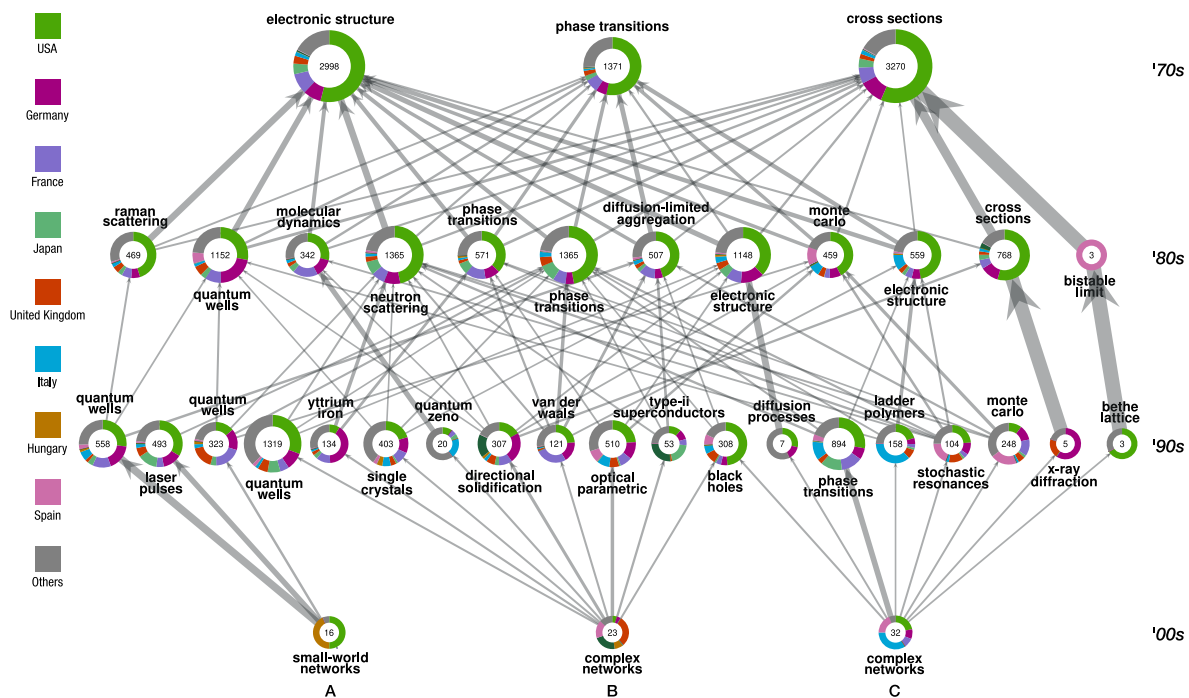 electronic structure
phase transitions
cross sections
USA
2998
1371
3270
'70s
Germany
France
raman
scattering
molecular
dynamics
phase
transitions
diffusion-limited
aggregation
monte
carlo
cross
sections
Japan
469
1152
342
1365
571
1365
507
1148
459
559
768
3
'80s
quantum
wells
neutron
scattering
phase
transitions
electronic
structure
electronic
structure
bistable
limit
United Kingdom
Italy
quantum
wells
quantum
wells
yttrium
iron
quantum
zeno
van der
waals
type-ii
superconductors
diffusion
processes
ladder
polymers
monte
carlo
bethe
lattice
Hungary
558
493
323
1319
134
403
20
307
121
510
53
308
7
894
158
104
248
5
3
'90s
laser
pulses
quantum
wells
single
crystals
directional
solidification
optical
parametric
black
holes
phase
transitions
stochastic
resonances
x-ray
diffraction
Spain
Others
16
23
32
'00s
small-world
networks
complex
networks
complex
networks
A
B
C